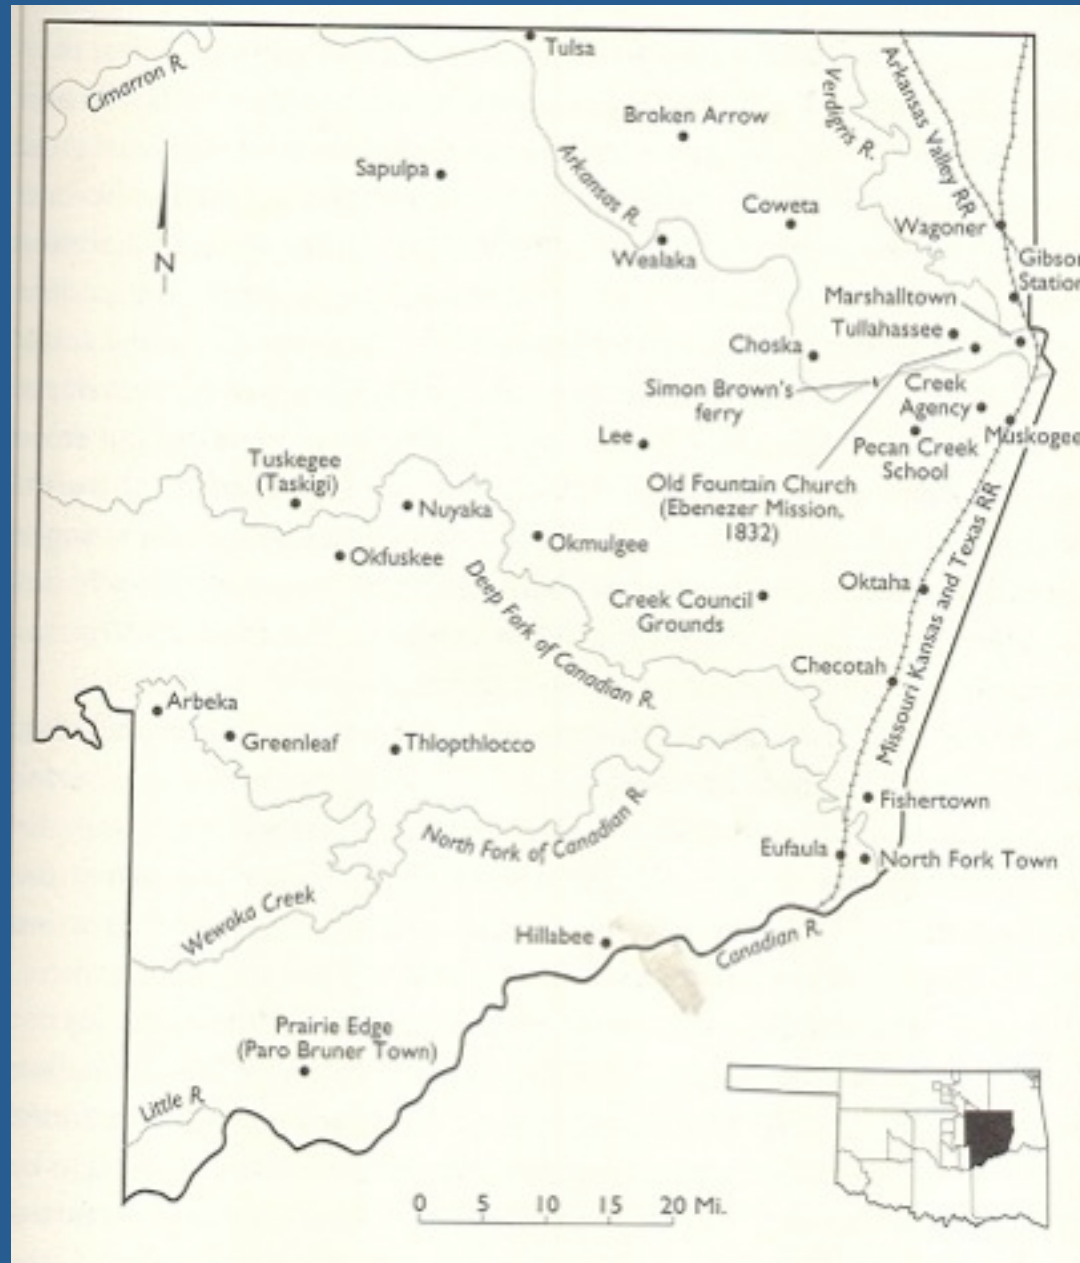 Tulsa
Cimarron R.
Verdigris R.
Arkansas Valley RR
Broken Arrow
Arkansas R.
Sapulpa
Coweta
Wagoner
Wealaka
Gibson
Station
Marshalltown
Tullahassee
Choska
Simon Brown's
ferry
Creek
Agency
N
Lee
Muskogee
Pecan Creek
School
Tuskegee
(Taskigi)
Old Fountain Church
(Ebenezer Mission,
1832)
Nuyaka
Okmulgee
Okfuskee
Deep Fork of Canadian R.
Creek Council
Grounds
Oktaha
Missouri Kansas and Texas RR
Checotah
Arbeka
Greenleaf
Thlopthlocco
North Fork of Canadian R.
Fishertown
Eufaula
North Fork Town
Wewoka Creek
Hillabee
Canadian R.
Prairie Edge
(Paro Bruner Town)
Little R.
0 5 10 15 20 Mi.